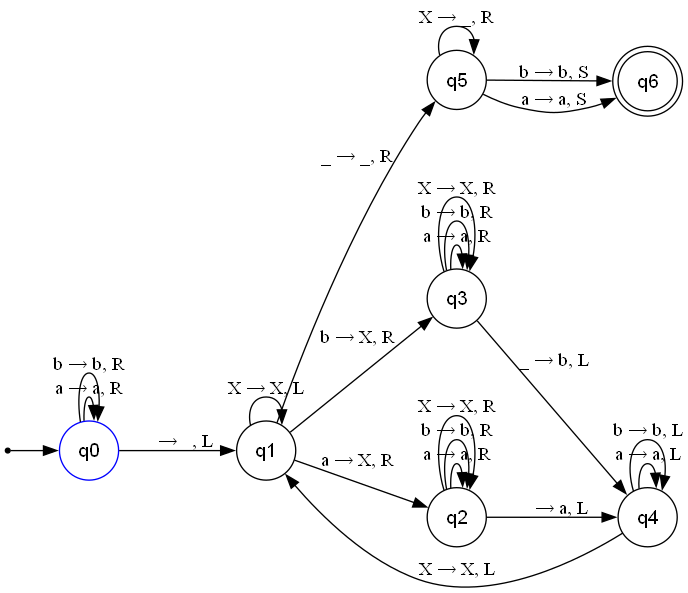 X → _, R
q5
b → b, S
a → a, S
q6
_ → _, R
X → X, R
b → b, R
a → a, R
q3
b → X, R
_ → b, L
b → b, R
a → a, R
q0
→ , L
X → X, L
q1
a → X, R
X → X, R
b → b, R
a → a, R
q2
→ a, L
b → b, L
a → a, L
q4
X → X, L